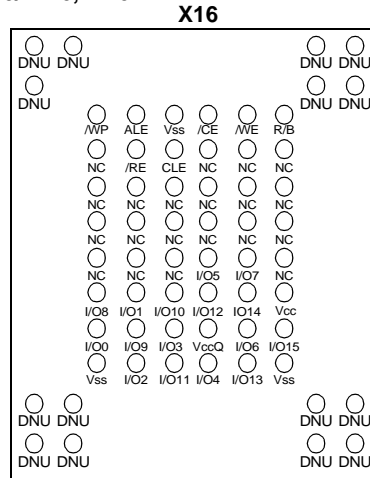 X16
DNU DNU DNU DNU
DNU DNU DNU
/WP ALE Vss /CE /WE R/B
NC /RE CLE NC NC NC
NC NC NC NC NC NC
NC NC NC NC NC NC
NC NC NC I/O5 I/O7 NC
I/O8 I/O1 I/O10 I/O12 IO14 Vcc
I/O0 I/O9 I/O3 VccQ I/O6 I/O15
Vss I/O2 I/O11 I/O4 I/O13 Vss
DNU DNU DNU DNU
DNU DNU DNU DNU